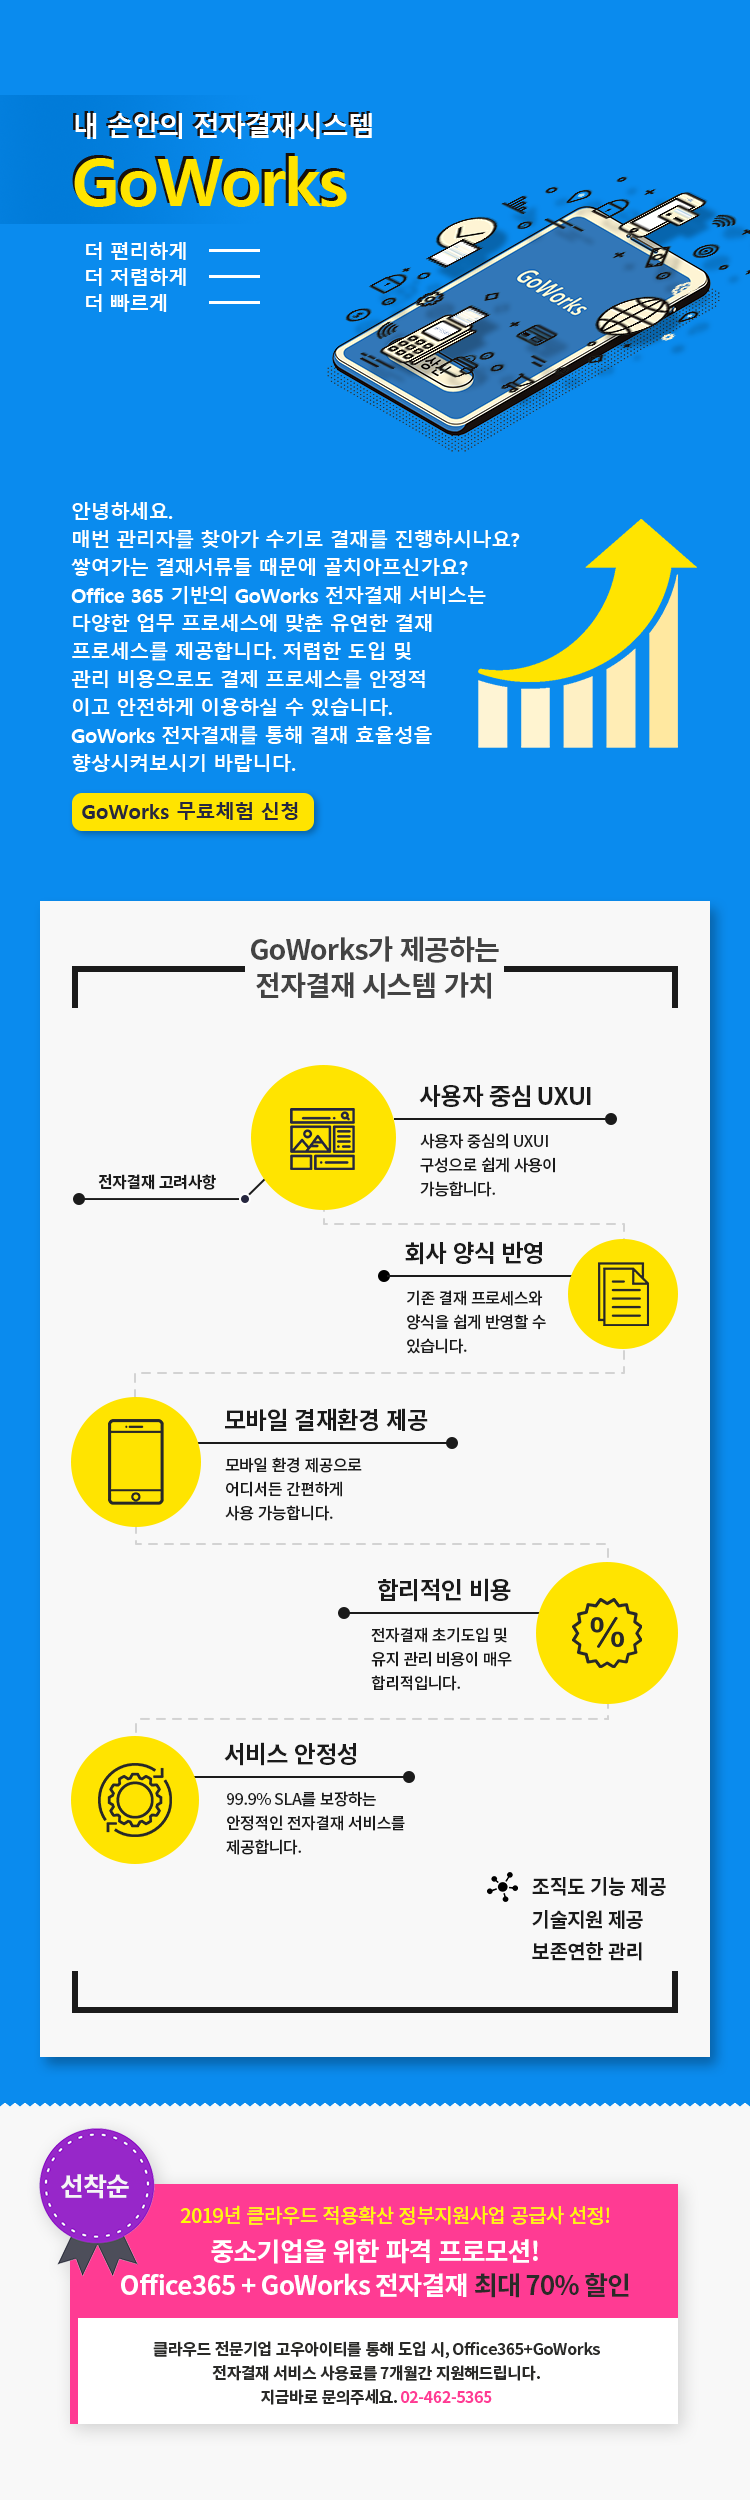 내 손안의 전자결재시스템
GoWorks
더 편리하게
더 저렴하게
더 빠르게
GoWorks
안녕하세요.
매번 관리자를 찾아가 수기로 결재를 진행하시나요?
쌓여가는 결재서류들 때문에 골치아프신가요?
Office 365 기반의 GoWorks 전자결재 서비스는
다양한 업무 프로세스에 맞춘 유연한 결재
프로세스를 제공합니다. 저렴한 도입 및
관리 비용으로도 결제 프로세스를 안정적
이고 안전하게 이용하실 수 있습니다.
GoWorks 전자결재를 통해 결재 효율성을
향상시켜보시기 바랍니다.
GoWorks 무료체험 신청
GoWorks가 제공하는
전자결재 시스템 가치
사용자 중심 UXUI
사용자 중심의 UXUI
구성으로 쉽게 사용이
가능합니다.
전자결재 고려사항
회사 양식 반영
기존 결재 프로세스와
양식을 쉽게 반영할 수
있습니다.
모바일 결재환경 제공
모바일 환경 제공으로
어디서든 간편하게
사용 가능합니다.
합리적인 비용
전자결재 초기도입 및
유지 관리 비용이 매우
합리적입니다.
%
서비스 안정성
99.9% SLA를 보장하는
안정적인 전자결재 서비스를
제공합니다.
조직도 기능 제공
기술지원 제공
보존연한 관리
선착순
2019년 클라우드 적용확산 정부지원사업 공급사 선정!
중소기업을 위한 파격 프로모션!
Office365 + GoWorks 전자결재 최대 70% 할인
클라우드 전문기업 고우아이티를 통해 도입 시, Office365+GoWorks
전자결재 서비스 사용료를 7개월간 지원해드립니다.
지금바로 문의주세요. 02-462-5365